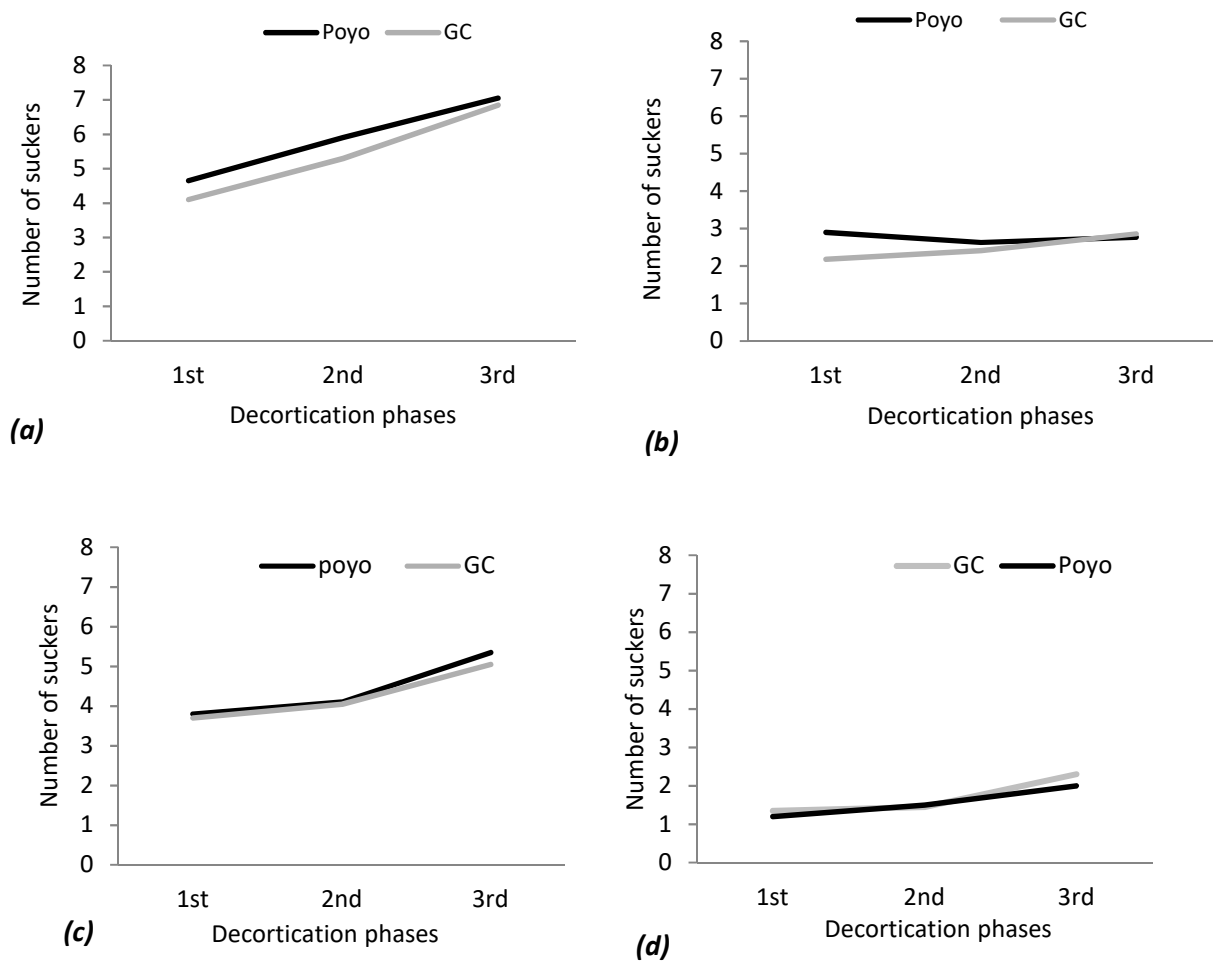 Poyo GC
8
7
6
5
4
3
2
1
0
Number of suckers
1st 2nd 3rd
Decortication phases
(a)
Poyo GC
8
7
6
5
4
3
2
1
0
Number of suckers
1st 2nd 3rd
Decortication phases
(b)
poyo GC
8
7
6
5
4
3
2
1
0
Number of suckers
1st 2nd 3rd
Decortication phases
(c)
GC Poyo
8
7
6
5
4
3
2
1
0
Number of suckers
1st 2nd 3rd
Decortication phases
(d)